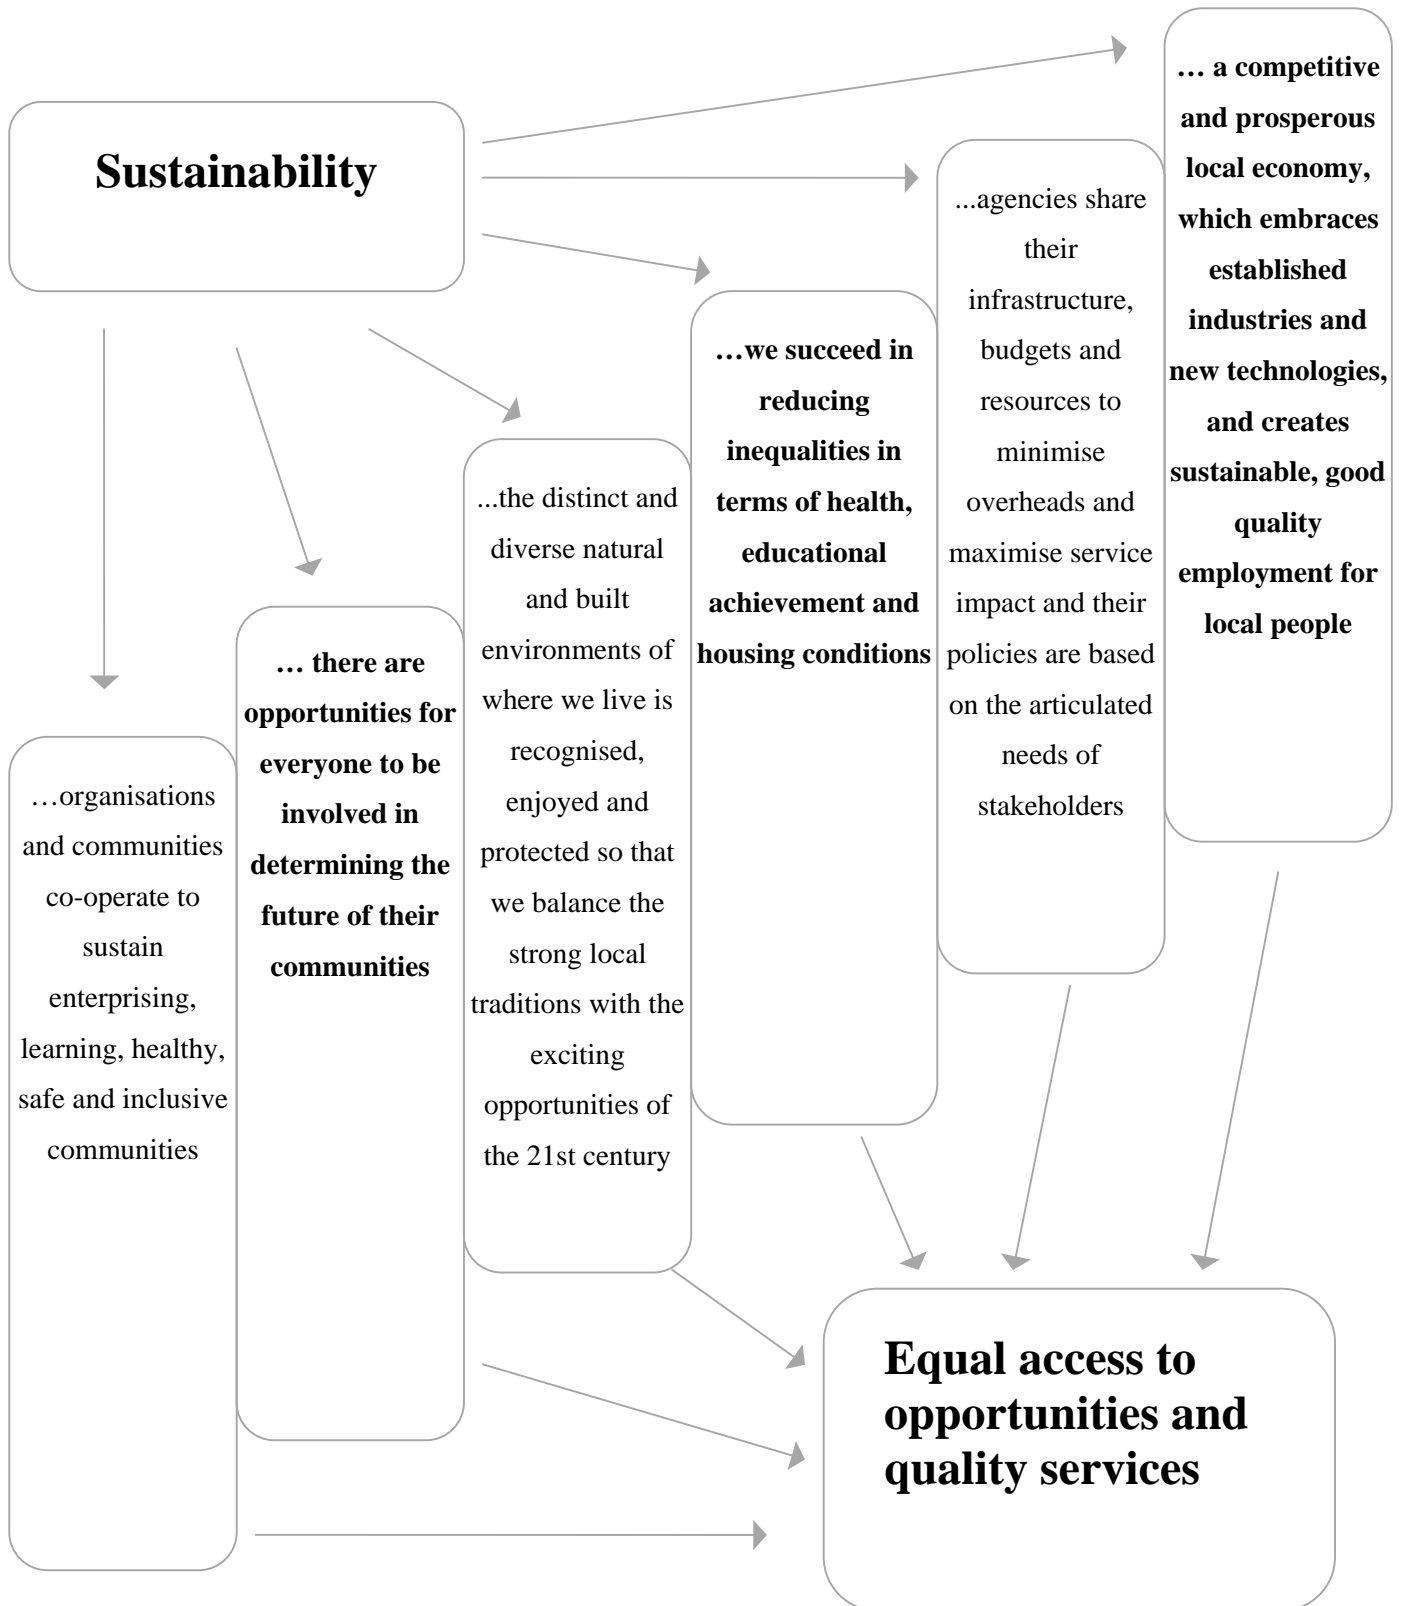 Sustainability
…organisations
and communities
co-operate to
sustain
enterprising,
learning, healthy,
safe and inclusive
communities
… there are
opportunities for
everyone to be
involved in
determining the
future of their
communities
...the distinct and
diverse natural
and built
environments of
where we live is
recognised,
enjoyed and
protected so that
we balance the
strong local
traditions with the
exciting
opportunities of
the 21st century
…we succeed in
reducing
inequalities in
terms of health,
educational
achievement and
housing conditions
...agencies share
their
infrastructure,
budgets and
resources to
minimise
overheads and
maximise service
impact and their
policies are based
on the articulated
needs of
stakeholders
… a competitive
and prosperous
local economy,
which embraces
established
industries and
new technologies,
and creates
sustainable, good
quality
employment for
local people
Equal access to
opportunities and
quality services